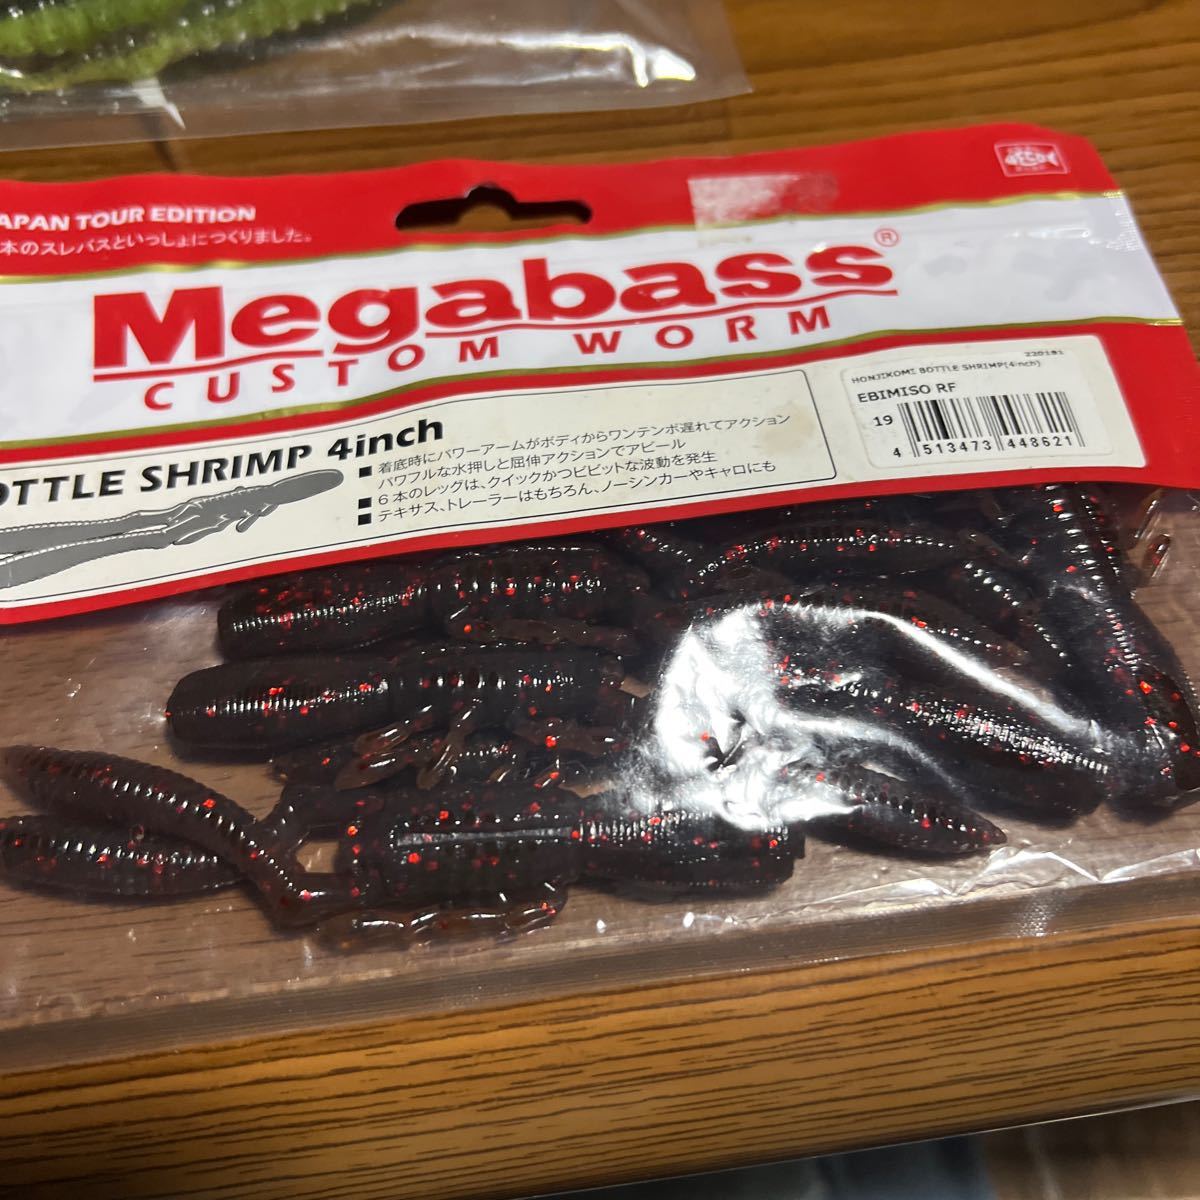 APAN TOUR EDITION
本のスレバスといっしょにつくりました。
DECOY
Megabass®
CUSTOM WORM
OTTLE SHRIMP 4inch
■ 着底時にパワーアームがボディからワンテンポ遅れてアクション
パワフルな水押しと屈伸アクションでアピール
■ 6本のレッグは、クイックかつビビットな波動を発生
■ テキサス、トレーラーはもちろん、ノーシンカーやキャロにも
220191
HONJIKOMI BOTTLE SHRIMP(4inch)
EBIMISO RF
19
4 513473 448621